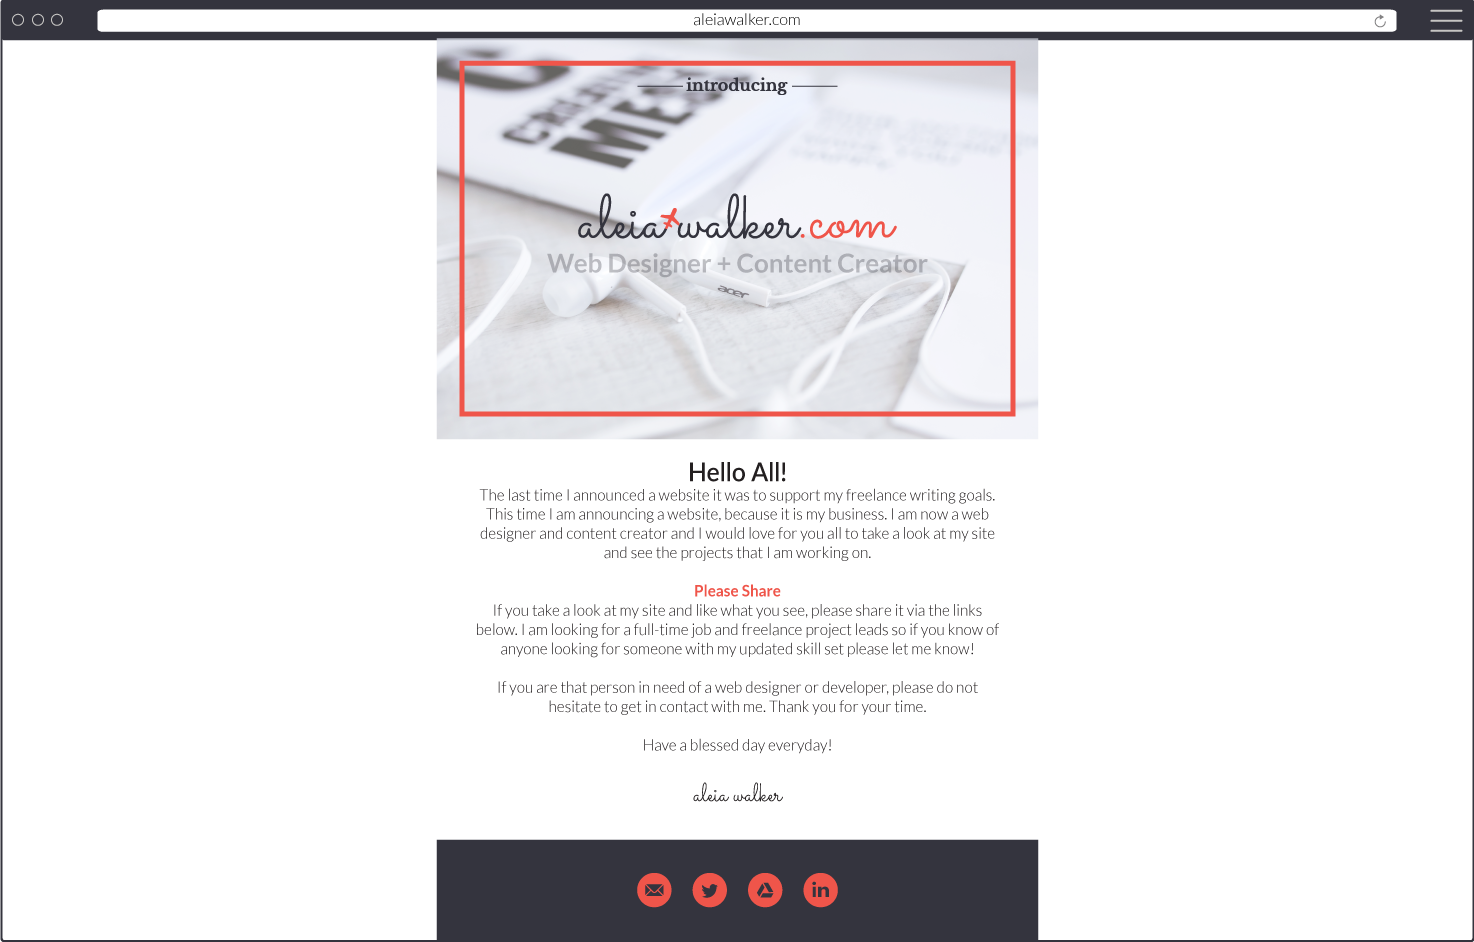 aleiawalker.com
introducing
CREATIVE
MESS
aleia walker.com
Web Designer + Content Creator
acer
Hello All!
The last time I announced a website it was to support my freelance writing goals.
This time I am announcing a website, because it is my business. I am now a web
designer and content creator and I would love for you all to take a look at my site
and see the projects that I am working on.
Please Share
If you take a look at my site and like what you see, please share it via the links
below. I am looking for a full-time job and freelance project leads so if you know of
anyone looking for someone with my updated skill set please let me know!
If you are that person in need of a web designer or developer, please do not
hesitate to get in contact with me. Thank you for your time.
Have a blessed day everyday!
aleia walker
in